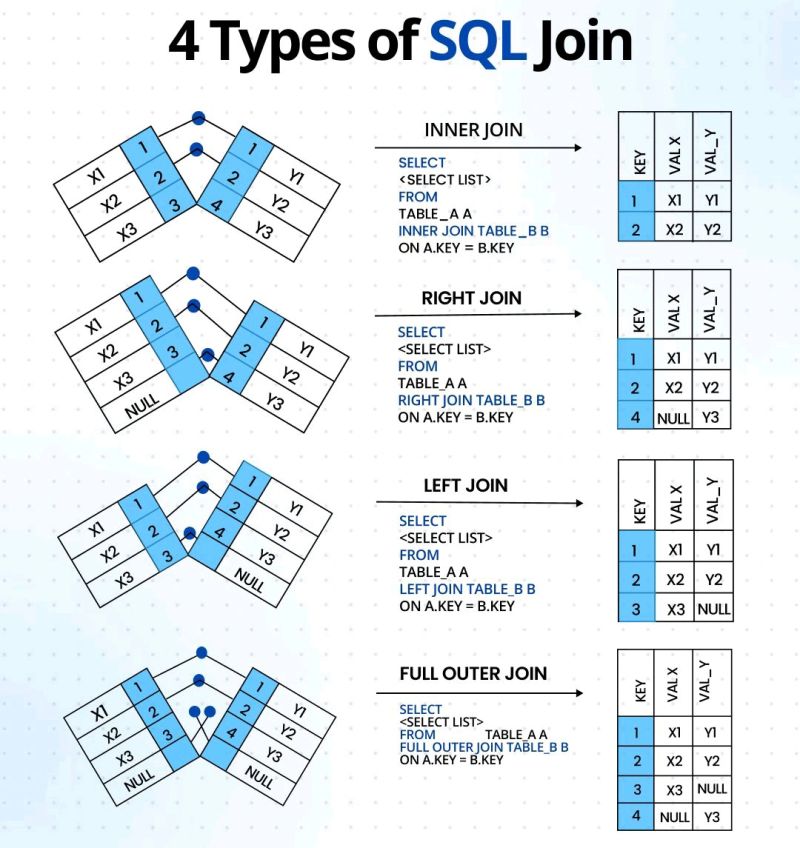 4 Types of SQL Join
X1 1
X2 2
X3 3
1 Y1
2 Y2
4 Y3
INNER JOIN
SELECT
<SELECT LIST>
FROM
TABLE_A A
INNER JOIN TABLE_B B
ON A.KEY = B.KEY
KEY VAL X VAL_Y
1 X1 Y1
2 X2 Y2
X1 1
X2 2
X3 3
NULL
1 Y1
2 Y2
4 Y3
RIGHT JOIN
SELECT
<SELECT LIST>
FROM
TABLE_A A
RIGHT JOIN TABLE_B B
ON A.KEY = B.KEY
KEY VAL X VAL_Y
1 X1 Y1
2 X2 Y2
4 NULL Y3
X1 1
X2 2
X3 3
1 Y1
2 Y2
4 Y3
NULL
LEFT JOIN
SELECT
<SELECT LIST>
FROM
TABLE_A A
LEFT JOIN TABLE_B B
ON A.KEY = B.KEY
KEY VAL X VAL_Y
1 X1 Y1
2 X2 Y2
3 X3 NULL
X1 1
X2 2
X3 3
NULL
1 Y1
2 Y2
4 Y3
NULL
FULL OUTER JOIN
SELECT
<SELECT LIST>
FROM TABLE_A A
FULL OUTER JOIN TABLE_B B
ON A.KEY = B.KEY
KEY VAL X VAL_Y
1 X1 Y1
2 X2 Y2
3 X3 NULL
4 NULL Y3